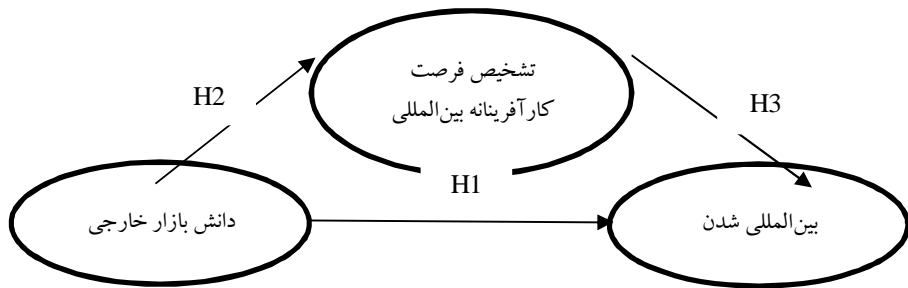 تشخیص فرصت
کارآفرینانه بین‌المللی
H2
H3
H1
دانش بازار خارجی
بین‌المللی شدن